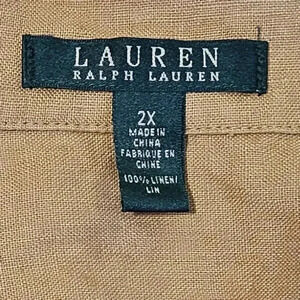 LAUREN
RALPH LAUREN
2X
MADE IN
CHINA
FABRIQUE EN
CHINE
100% LINEN/
LIN